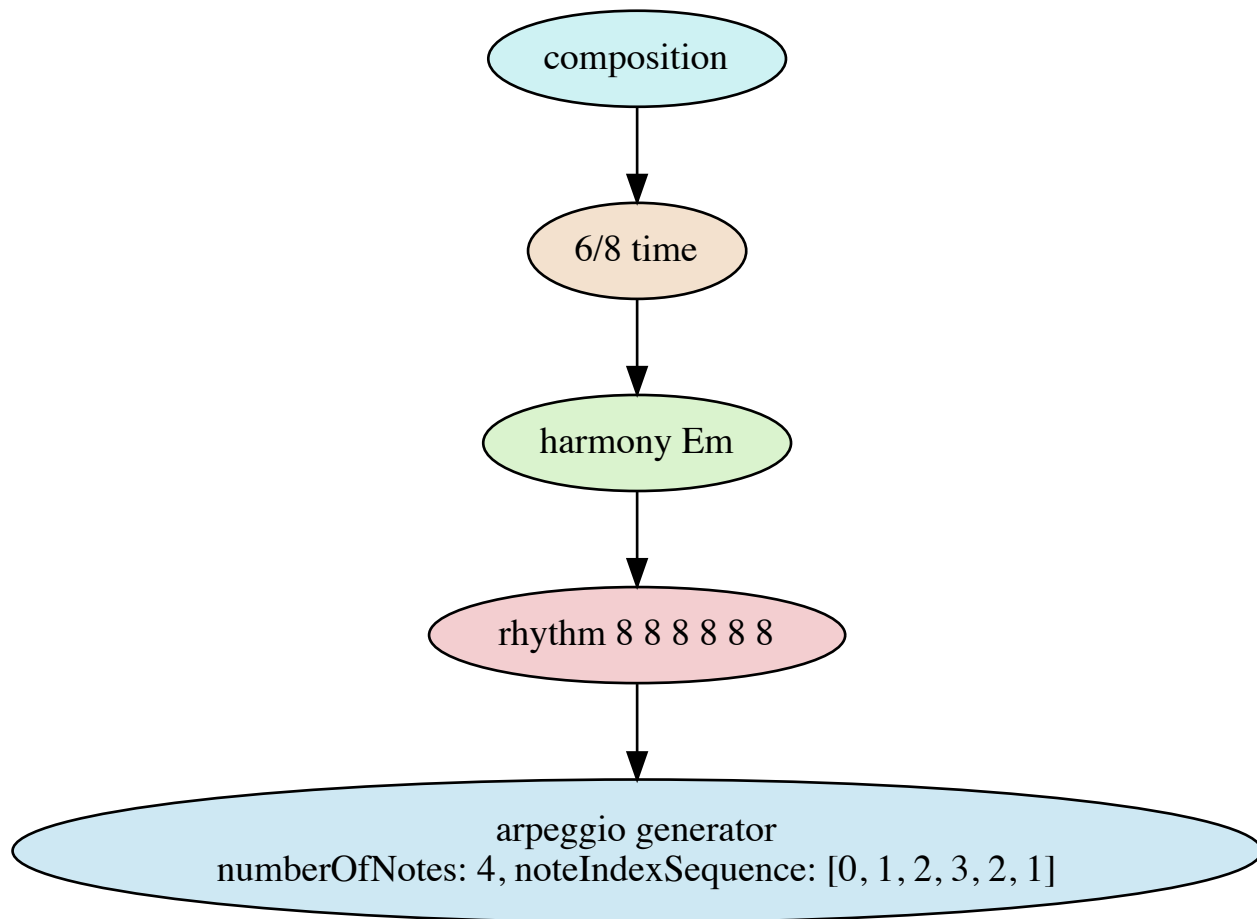 composition
6/8 time
harmony Em
rhythm 8 8 8 8 8 8
arpeggio generator
numberOfNotes: 4, noteIndexSequence: [0, 1, 2, 3, 2, 1]